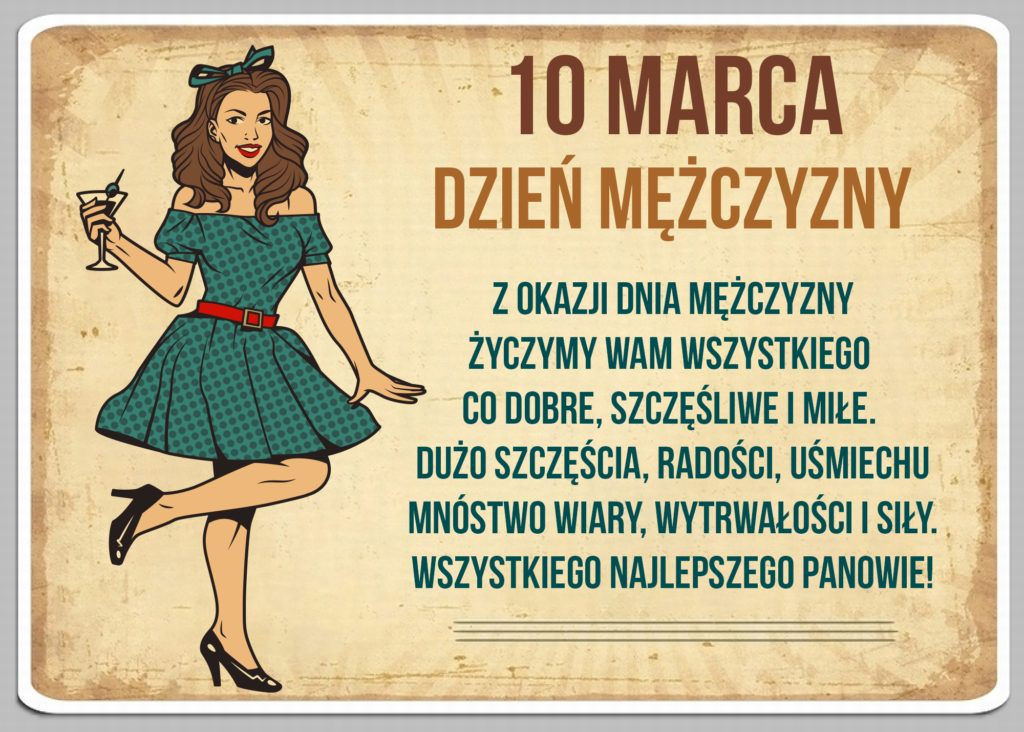 10 MARCA
DZIEŃ MĘŻCZYZNY
Z OKAZJI DNIA MĘŻCZYZNY
ŻYCZYMY WAM WSZYSTKIEGO
CO DOBRE, SZCZĘŚLIWE I MIŁE.
DUŻO SZCZĘŚCIA, RADOŚCI, UŚMIECHU
MNÓSTWO WIARY, WYTRWAŁOŚCI I SIŁY.
WSZYSTKIEGO NAJLEPSZEGO PANOWIE!